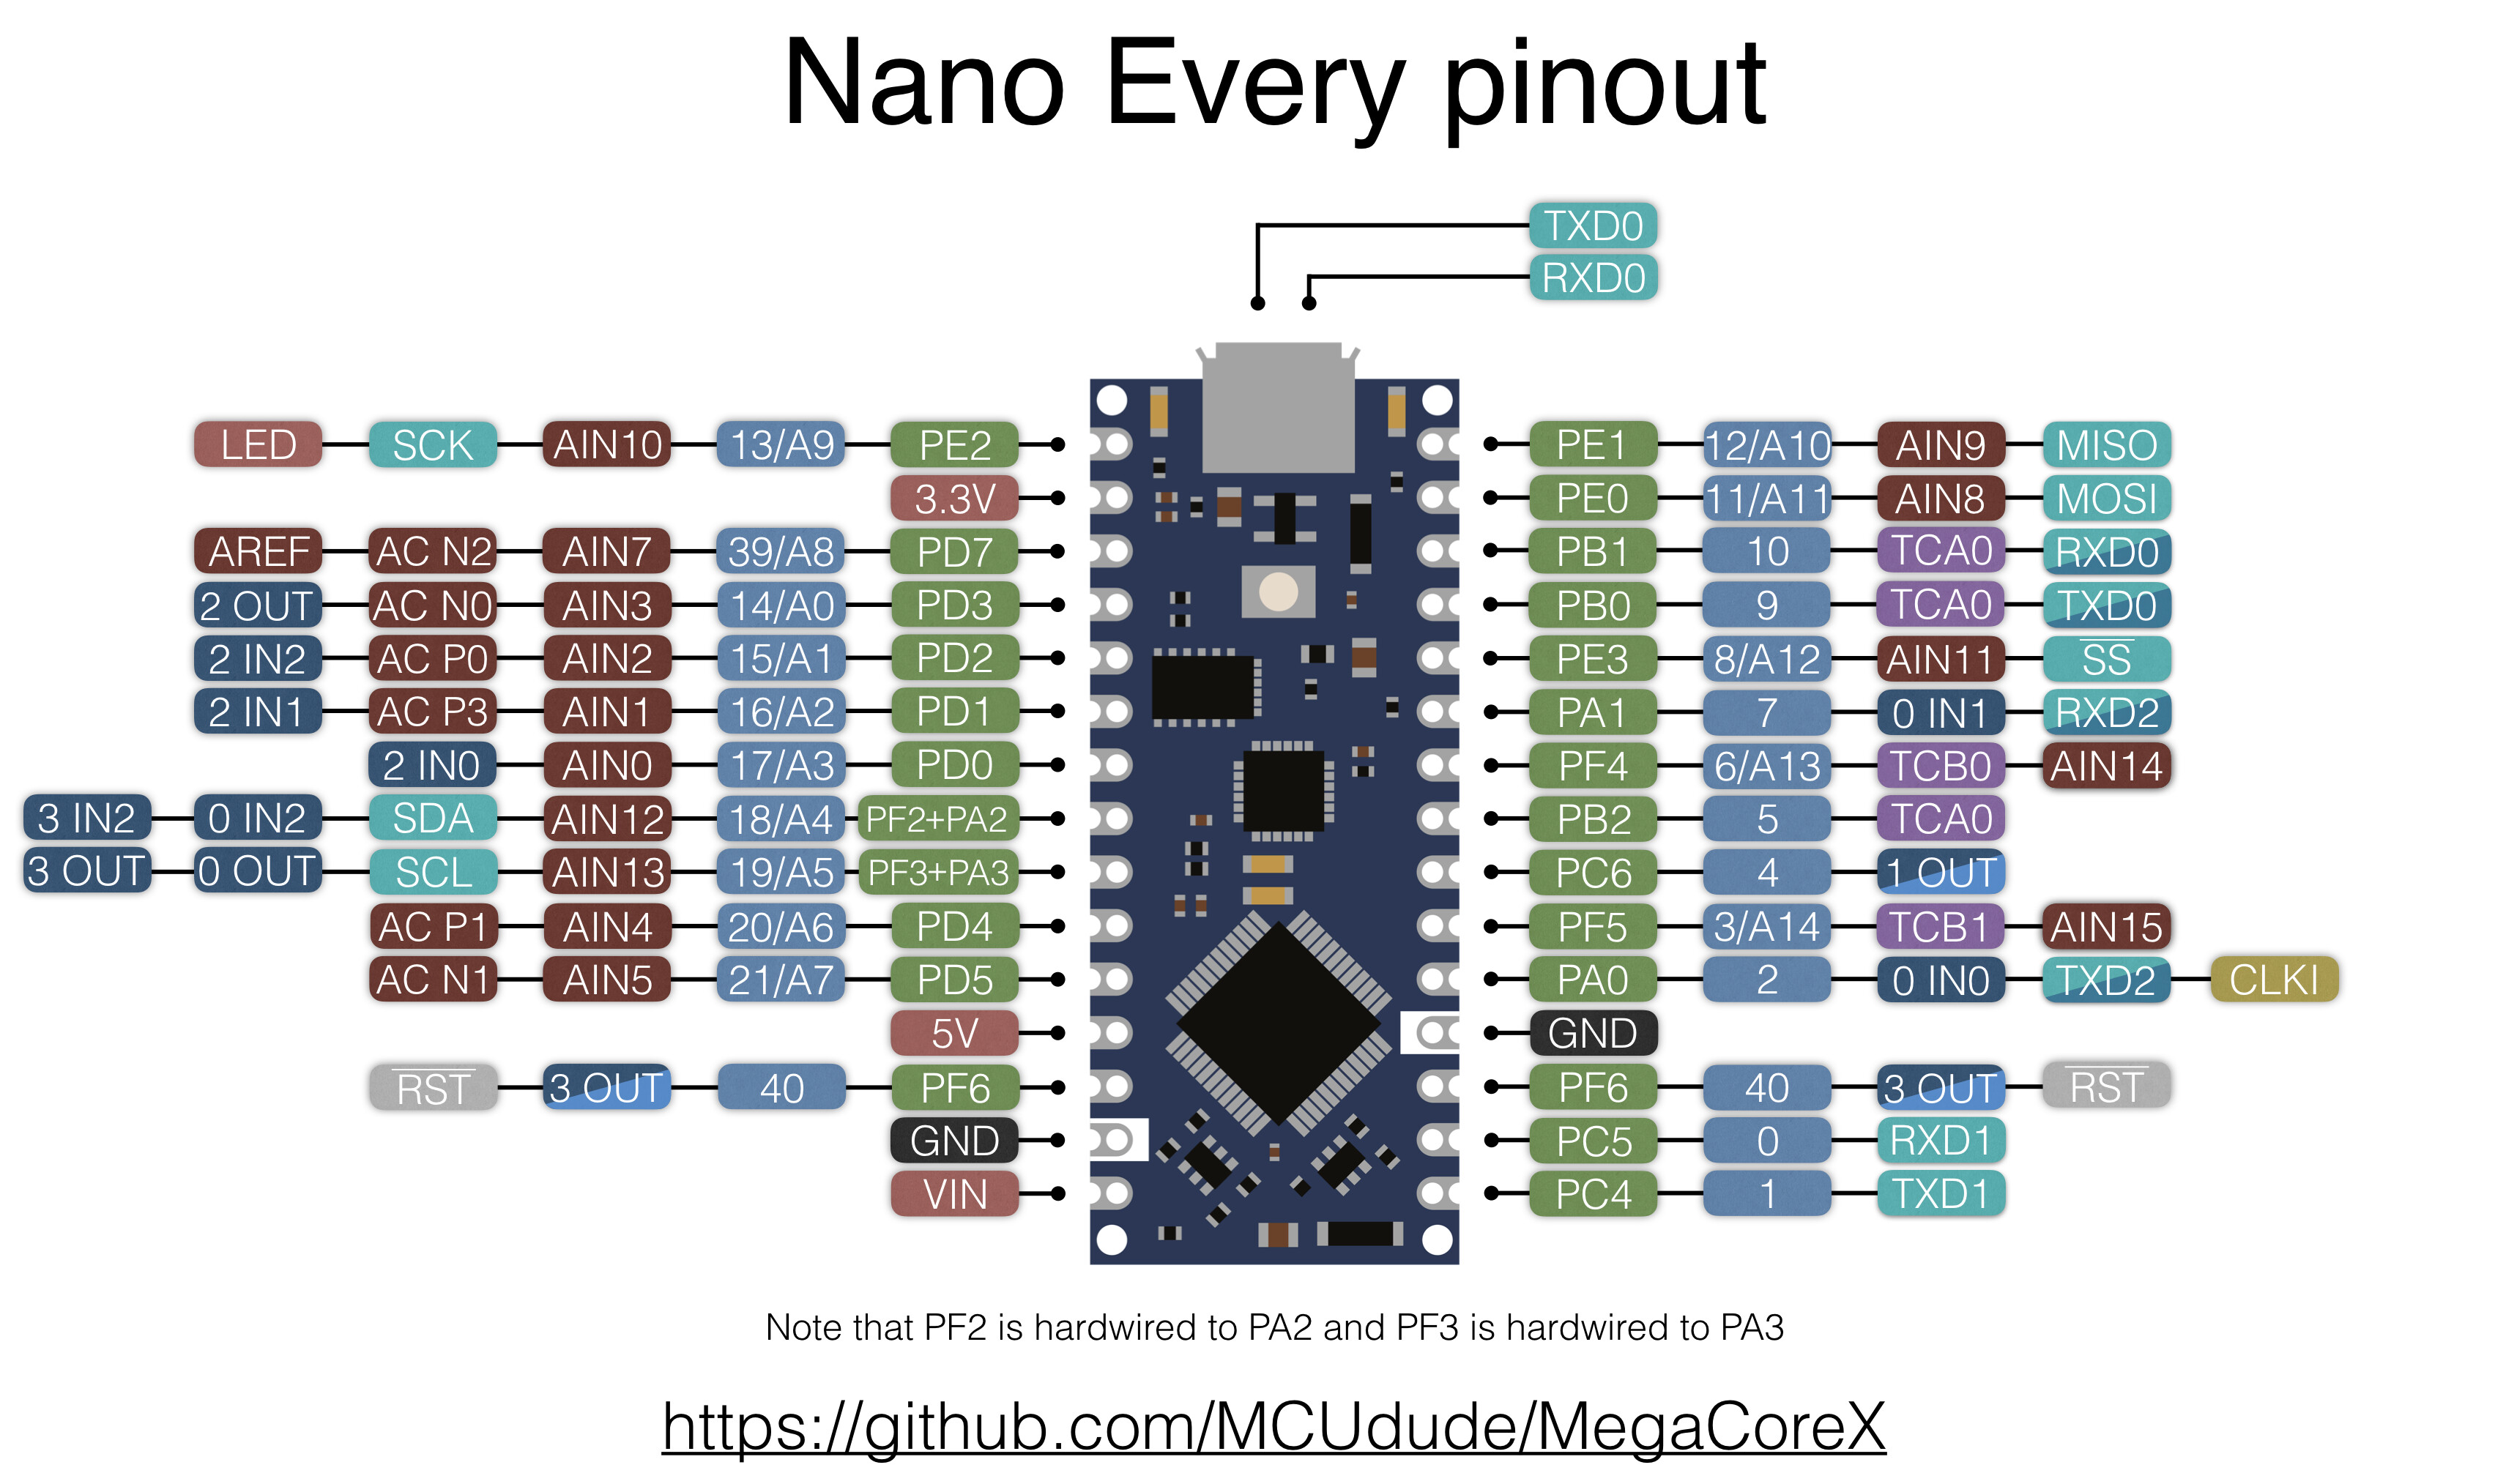 Nano Every pinout
TXD0
RXD0
LED SCK AIN10 13/A9 PE2 PE1 12/A10 AIN9 MISO
3.3V PE0 11/A11 AIN8 MOSI
AREF AC N2 AIN7 39/A8 PD7 PB1 10 TCA0 RXD0
2 OUT AC N0 AIN3 14/A0 PD3 PB0 9 TCA0 TXD0
2 IN2 AC P0 AIN2 15/A1 PD2 PE3 8/A12 AIN11 SS
2 IN1 AC P3 AIN1 16/A2 PD1 PA1 7 0 IN1 RXD2
2 IN0 AIN0 17/A3 PD0 PF4 6/A13 TCB0 AIN14
3 IN2 0 IN2 SDA AIN12 18/A4 PF2+PA2 PB2 5 TCA0
3 OUT 0 OUT SCL AIN13 19/A5 PF3+PA3 PC6 4 1 OUT
AC P1 AIN4 20/A6 PD4 PF5 3/A14 TCB1 AIN15
AC N1 AIN5 21/A7 PD5 PA0 2 0 IN0 TXD2 CLKI
5V GND
RST 3 OUT 40 PF6 PF6 40 3 OUT RST
GND PC5 0 RXD1
VIN PC4 1 TXD1
Note that PF2 is hardwired to PA2 and PF3 is hardwired to PA3
https://github.com/MCUdude/MegaCoreX